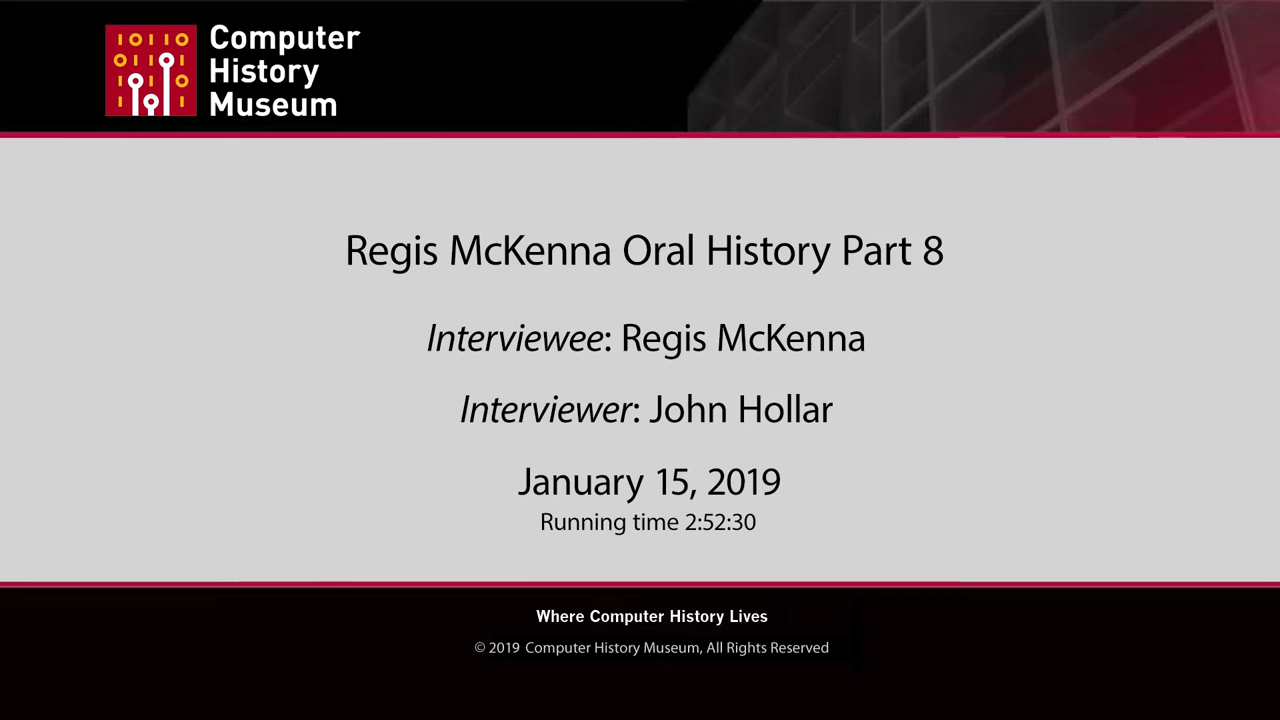 Computer
History
Museum
Regis McKenna Oral History Part 8
Interviewee: Regis McKenna
Interviewer: John Hollar
January 15, 2019
Running time 2:52:30
Where Computer History Lives
© 2019 Computer History Museum, All Rights Reserved